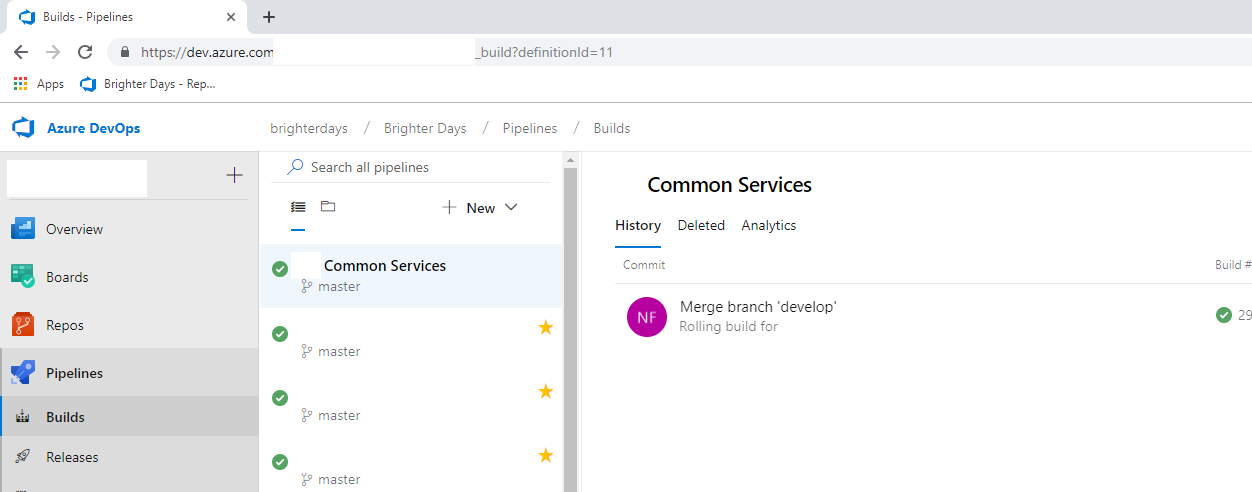 Builds - Pipelines
https://dev.azure.com
_build?definitionId=11
Apps
Brighter Days - Rep...
Azure DevOps
brighterdays / Brighter Days / Pipelines / Builds
Overview
Boards
Repos
Pipelines
Builds
Releases
Search all pipelines
New
Common Services
master
master
master
master
Common Services
History Deleted Analytics
Commit Build #
NF
Merge branch 'develop'
Rolling build for
29